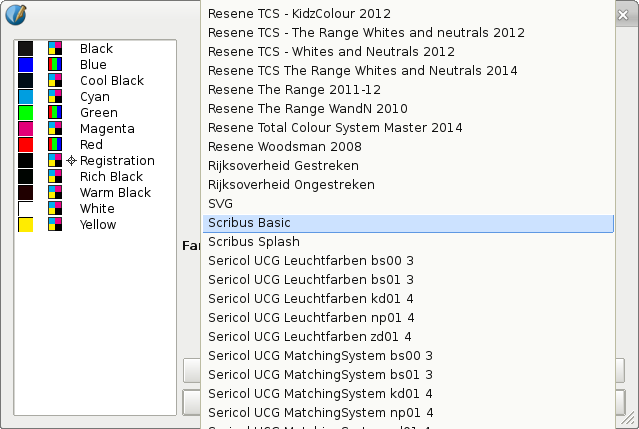 Black
Blue
Cool Black
Cyan
Green
Magenta
Red
Registration
Rich Black
Warm Black
White
Yellow
Resene TCS - KidzColour 2012
Resene TCS - The Range Whites and neutrals 2012
Resene TCS - Whites and Neutrals 2012
Resene TCS The Range Whites and Neutrals 2014
Resene The Range 2011-12
Resene The Range WandN 2010
Resene Total Colour System Master 2014
Resene Woodsman 2008
Rijksoverheid Gestreken
Rijksoverheid Ongestreken
SVG
Scribus Basic
Scribus Splash
Sericol UCG Leuchtfarben bs00 3
Sericol UCG Leuchtfarben bs01 3
Sericol UCG Leuchtfarben kd01 4
Sericol UCG Leuchtfarben np01 4
Sericol UCG Leuchtfarben zd01 4
Sericol UCG MatchingSystem bs00 3
Sericol UCG MatchingSystem bs01 3
Sericol UCG MatchingSystem kd01 4
Sericol UCG MatchingSystem np01 4